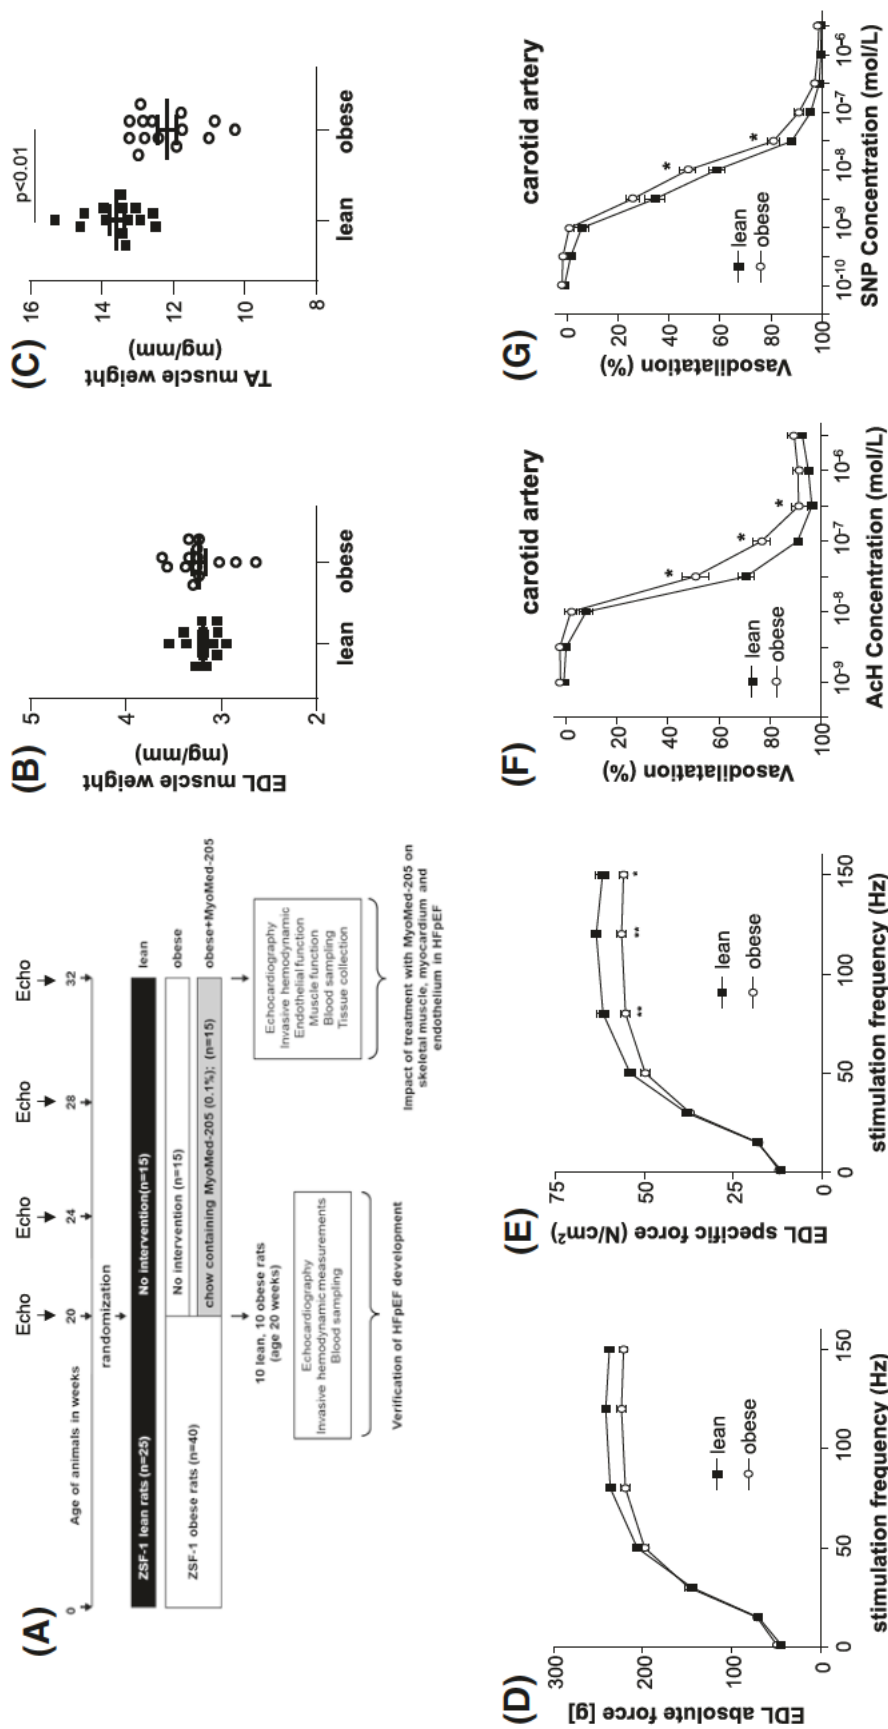 (A)
Echo
Echo
Echo
Echo
Age of animals in weeks
0
20
24
28
32
randomization
ZSF-1 lean rats (n=25)
No intervention(n=15)
lean
ZSF-1 obese rats (n=40)
No intervention (n=15)
obese
chow containing MyoMed-205 (0.1%); (n=15)
obese+MyoMed-205
10 lean, 10 obese rats
(age 20 weeks)
Echocardiography
Invasive hemodynamic measurements
Blood sampling
Verification of HFpEF development
Echocardiography
Invasive hemodynamic
Endothelial function
Muscle function
Blood sampling
Tissue collection
Impact of treatment with MyoMed-205 on
skeletal muscle, myocardium and
endothelium in HFpEF
(B)
EDL muscle weight
(mg/mm)
5
4
3
2
lean
obese
(C)
TA muscle weight
(mg/mm)
16
14
12
10
8
p<0.01
lean
obese
(D)
EDL absolute force [g]
300
200
100
0
lean
obese
0
50
100
150
stimulation frequency (Hz)
(E)
EDL specific force (N/cm²)
75
50
25
0
**
**
*
lean
obese
0
50
100
150
stimulation frequency (Hz)
(F)
carotid artery
Vasodilatation
(%)
0
20
40
60
80
100
*
*
*
lean
obese
10⁻⁹
10⁻⁸
10⁻⁷
10⁻⁶
AcH Concentration (mol/L)
(G)
carotid artery
Vasodilatation
(%)
0
20
40
60
80
100
*
*
lean
obese
10⁻¹⁰
10⁻⁹
10⁻⁸
10⁻⁷
10⁻⁶
SNP Concentration (mol/L)